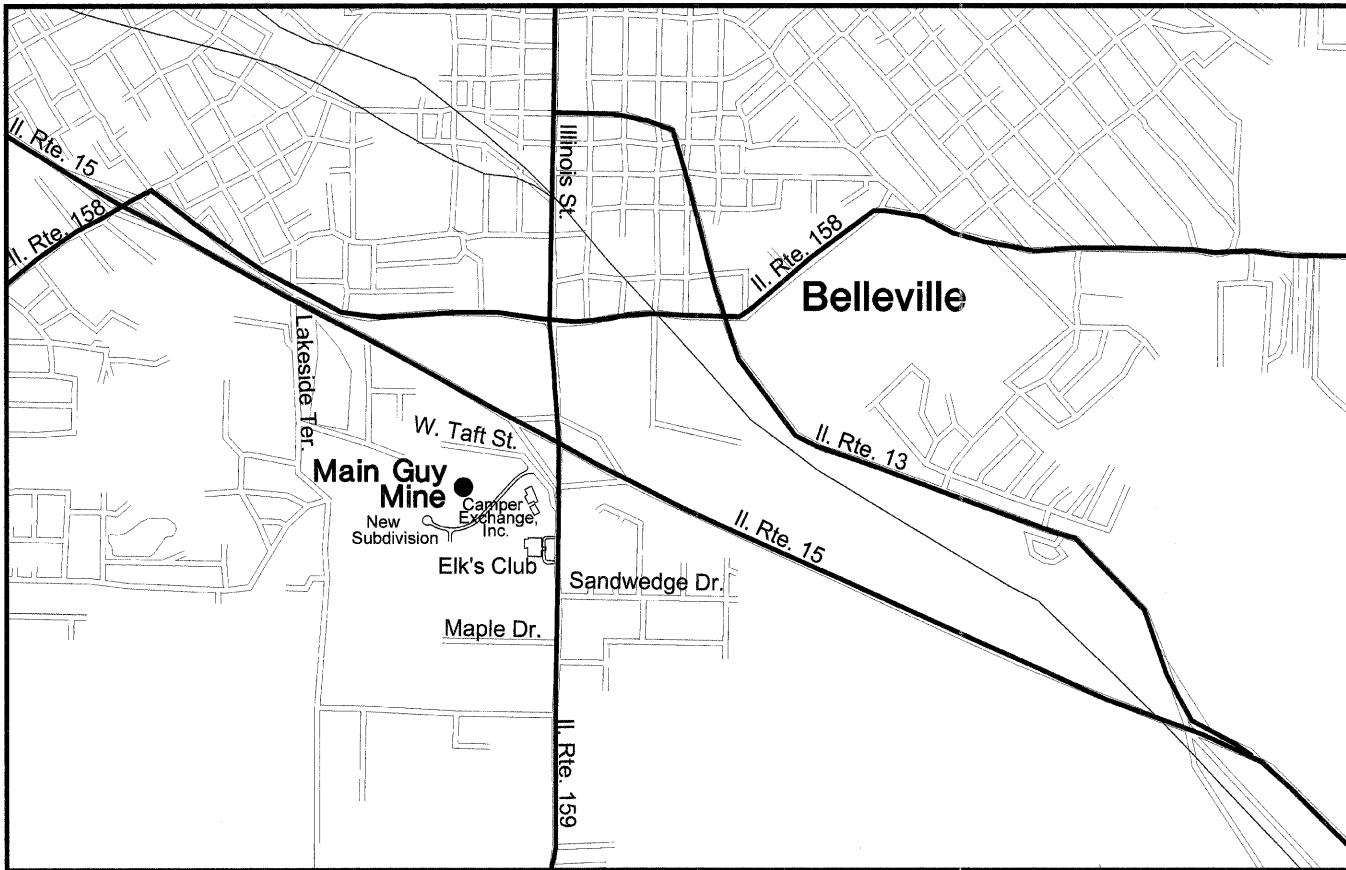 Il. Rte. 15
Il. Rte. 158
Illinois St.
Il. Rte. 158
Belleville
Lakeside Ter.
W. Taft St.
Il. Rte. 13
Main Guy
Mine
Camper
Exchange,
Inc.
New
Subdivision
Il. Rte. 15
Elk's Club
Sandwedge Dr.
Maple Dr.
Il. Rte. 159